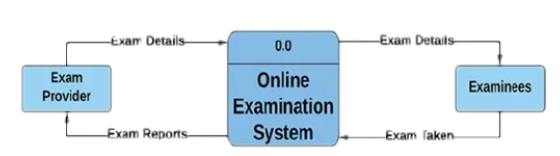 Exam Details
0.0
Exam Details
Exam
Provider
Online
Examination
System
Examinees
Exam Reports
Exam Taken